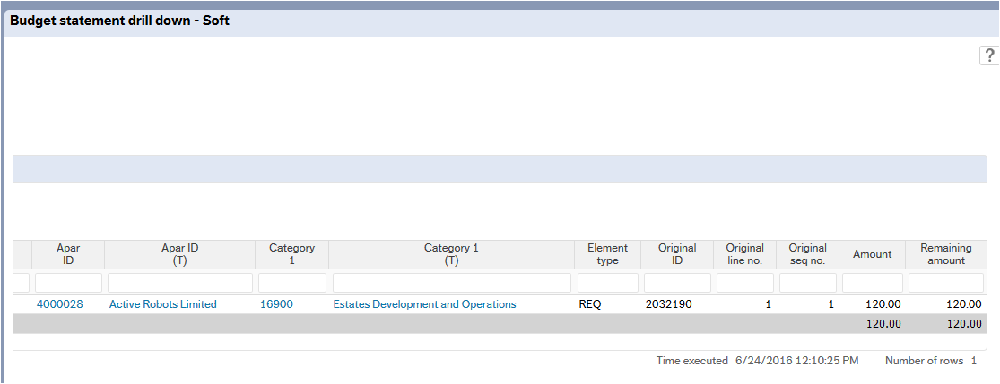 Budget statement drill down - Soft
?
Apar ID Apar ID (T) Category 1 Category 1 (T) Element type Original ID Original line no. Original seq no. Amount Remaining amount
4000028 Active Robots Limited 16900 Estates Development and Operations REQ 2032190 1 1 120.00 120.00
120.00 120.00
Time executed 6/24/2016 12:10:25 PM Number of rows 1